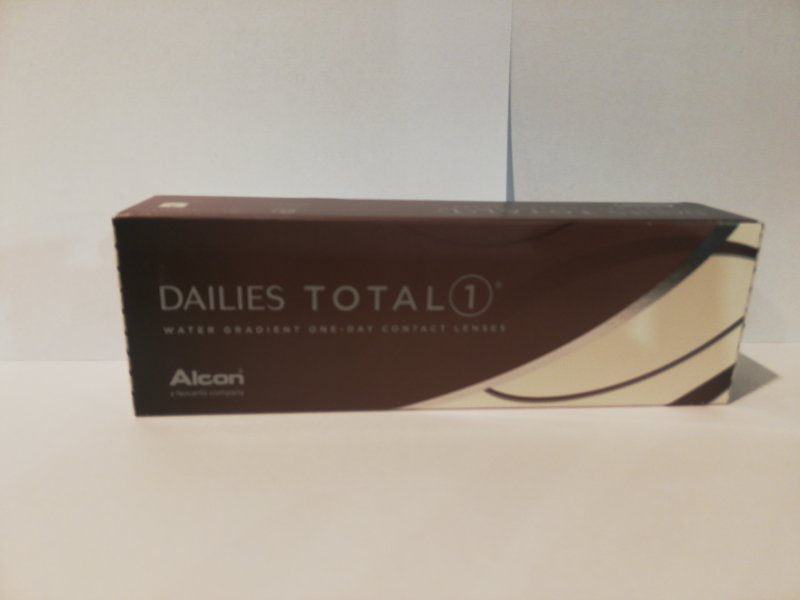 DAILIES TOTAL 1®
WATER GRADIENT ONE-DAY CONTACT LENSES
Alcon®
a Novartis company